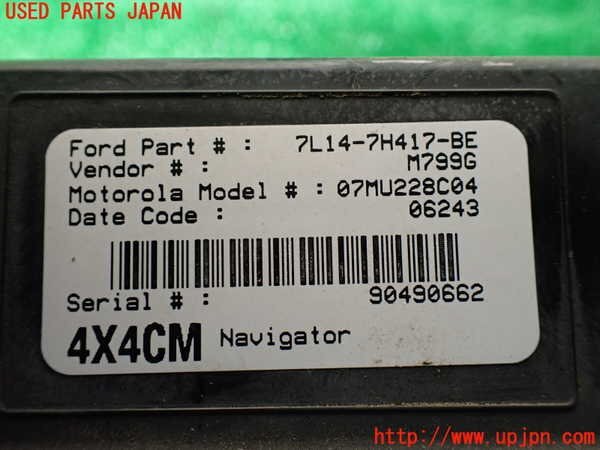 USED PARTS JAPAN
Ford Part # : 7L14-7H417-BE
Vendor # : M799G
Motorola Model # : 07MU228C04
Date Code : 06243
Serial # : 90490662
4X4CM Navigator
http://www.upjpn.com/